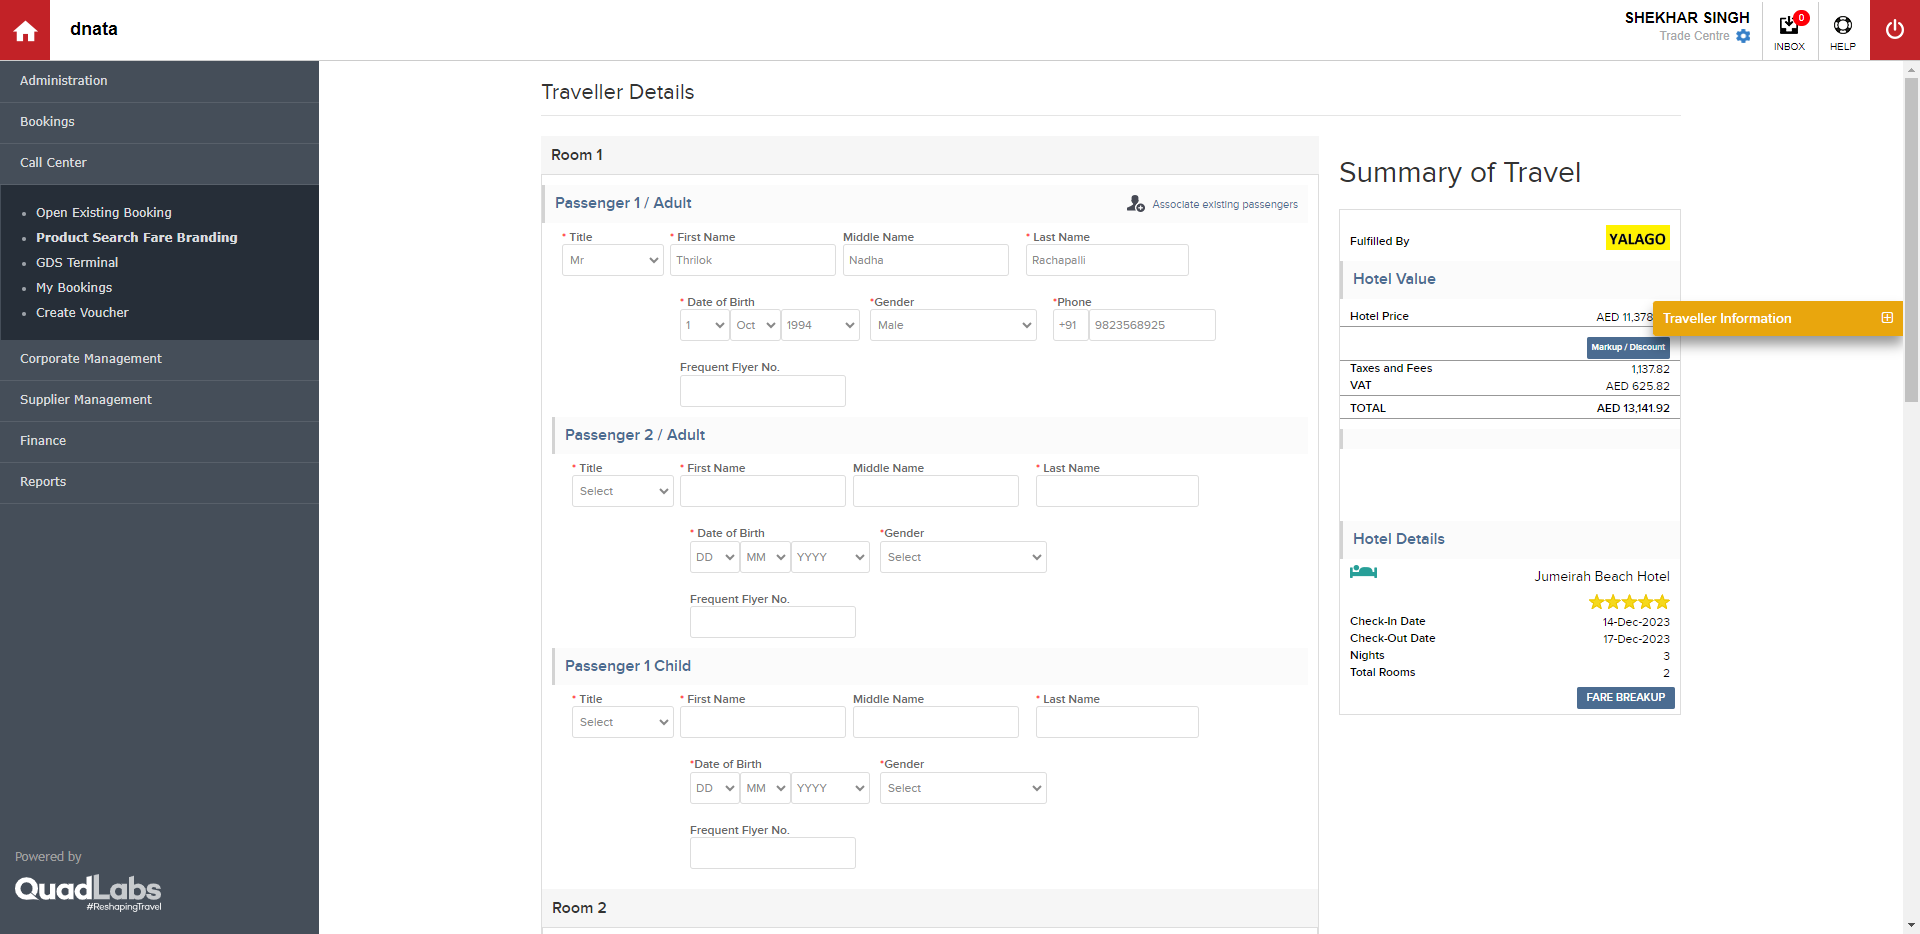 dnata
SHEKHAR SINGH
Trade Centre
0
INBOX
HELP
Administration
Bookings
Call Center
Open Existing Booking
Product Search Fare Branding
GDS Terminal
My Bookings
Create Voucher
Corporate Management
Supplier Management
Finance
Reports
Powered by
QuadLabs
#ReshapingTravel
Traveller Details
Room 1
Passenger 1 / Adult
Associate existing passengers
* Title * First Name Middle Name * Last Name
Mr Thrilok Nadha Rachapalli
* Date of Birth *Gender *Phone
1 Oct 1994 Male +91 9823568925
Frequent Flyer No.
Passenger 2 / Adult
* Title * First Name Middle Name * Last Name
Select
* Date of Birth *Gender
DD MM YYYY Select
Frequent Flyer No.
Passenger 1 Child
* Title * First Name Middle Name * Last Name
Select
*Date of Birth *Gender
DD MM YYYY Select
Frequent Flyer No.
Room 2
Summary of Travel
Fulfilled By YALAGO
Hotel Value
Hotel Price AED 11,378
Traveller Information
Markup / Discount
Taxes and Fees 1,137.82
VAT AED 625.82
TOTAL AED 13,141.92
Hotel Details
Jumeirah Beach Hotel
Check-In Date 14-Dec-2023
Check-Out Date 17-Dec-2023
Nights 3
Total Rooms 2
FARE BREAKUP